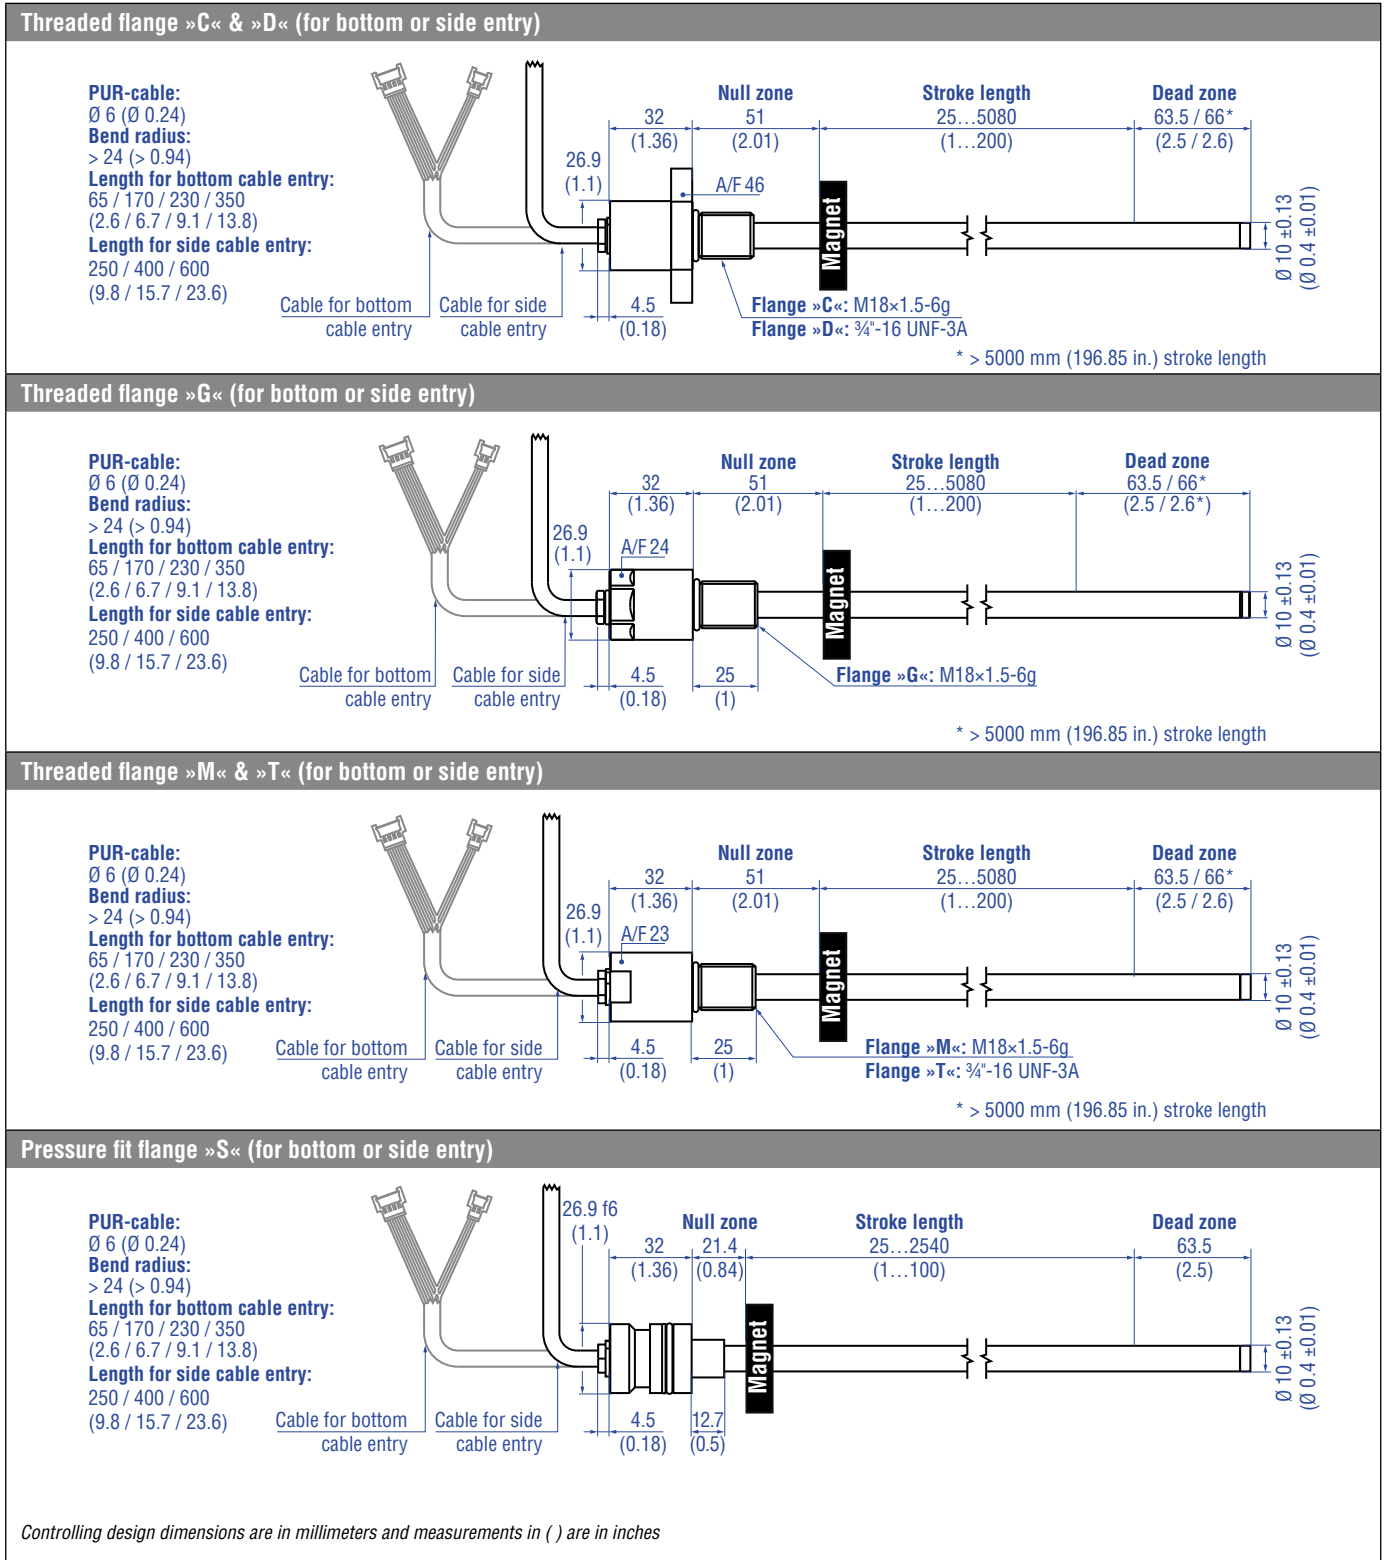 Threaded flange »C« & »D« (for bottom or side entry)
PUR-cable:
Ø 6 (Ø 0.24)
Bend radius:
> 24 (> 0.94)
Length for bottom cable entry:
65 / 170 / 230 / 350
(2.6 / 6.7 / 9.1 / 13.8)
Length for side cable entry:
250 / 400 / 600
(9.8 / 15.7 / 23.6)
Cable for bottom
cable entry
Cable for side
cable entry
26.9
(1.1)
32
(1.36)
4.5
(0.18)
A/F 46
Null zone
51
(2.01)
Magnet
Stroke length
25...5080
(1...200)
Dead zone
63.5 / 66*
(2.5 / 2.6)
Ø 10 ±0.13
(Ø 0.4 ±0.01)
Flange »C«: M18×1.5-6g
Flange »D«: ¾"-16 UNF-3A
* > 5000 mm (196.85 in.) stroke length
Threaded flange »G« (for bottom or side entry)
PUR-cable:
Ø 6 (Ø 0.24)
Bend radius:
> 24 (> 0.94)
Length for bottom cable entry:
65 / 170 / 230 / 350
(2.6 / 6.7 / 9.1 / 13.8)
Length for side cable entry:
250 / 400 / 600
(9.8 / 15.7 / 23.6)
Cable for bottom
cable entry
Cable for side
cable entry
26.9
(1.1)
32
(1.36)
A/F 24
4.5
(0.18)
25
(1)
Null zone
51
(2.01)
Magnet
Stroke length
25...5080
(1...200)
Dead zone
63.5 / 66*
(2.5 / 2.6*)
Ø 10 ±0.13
(Ø 0.4 ±0.01)
Flange »G«: M18×1.5-6g
* > 5000 mm (196.85 in.) stroke length
Threaded flange »M« & »T« (for bottom or side entry)
PUR-cable:
Ø 6 (Ø 0.24)
Bend radius:
> 24 (> 0.94)
Length for bottom cable entry:
65 / 170 / 230 / 350
(2.6 / 6.7 / 9.1 / 13.8)
Length for side cable entry:
250 / 400 / 600
(9.8 / 15.7 / 23.6)
Cable for bottom
cable entry
Cable for side
cable entry
26.9
(1.1)
32
(1.36)
A/F 23
4.5
(0.18)
25
(1)
Null zone
51
(2.01)
Magnet
Stroke length
25...5080
(1...200)
Dead zone
63.5 / 66*
(2.5 / 2.6)
Ø 10 ±0.13
(Ø 0.4 ±0.01)
Flange »M«: M18×1.5-6g
Flange »T«: ¾"-16 UNF-3A
* > 5000 mm (196.85 in.) stroke length
Pressure fit flange »S« (for bottom or side entry)
PUR-cable:
Ø 6 (Ø 0.24)
Bend radius:
> 24 (> 0.94)
Length for bottom cable entry:
65 / 170 / 230 / 350
(2.6 / 6.7 / 9.1 / 13.8)
Length for side cable entry:
250 / 400 / 600
(9.8 / 15.7 / 23.6)
Cable for bottom
cable entry
Cable for side
cable entry
26.9 f6
(1.1)
32
(1.36)
4.5
(0.18)
12.7
(0.5)
Null zone
21.4
(0.84)
Magnet
Stroke length
25...2540
(1...100)
Dead zone
63.5
(2.5)
Ø 10 ±0.13
(Ø 0.4 ±0.01)
Controlling design dimensions are in millimeters and measurements in ( ) are in inches